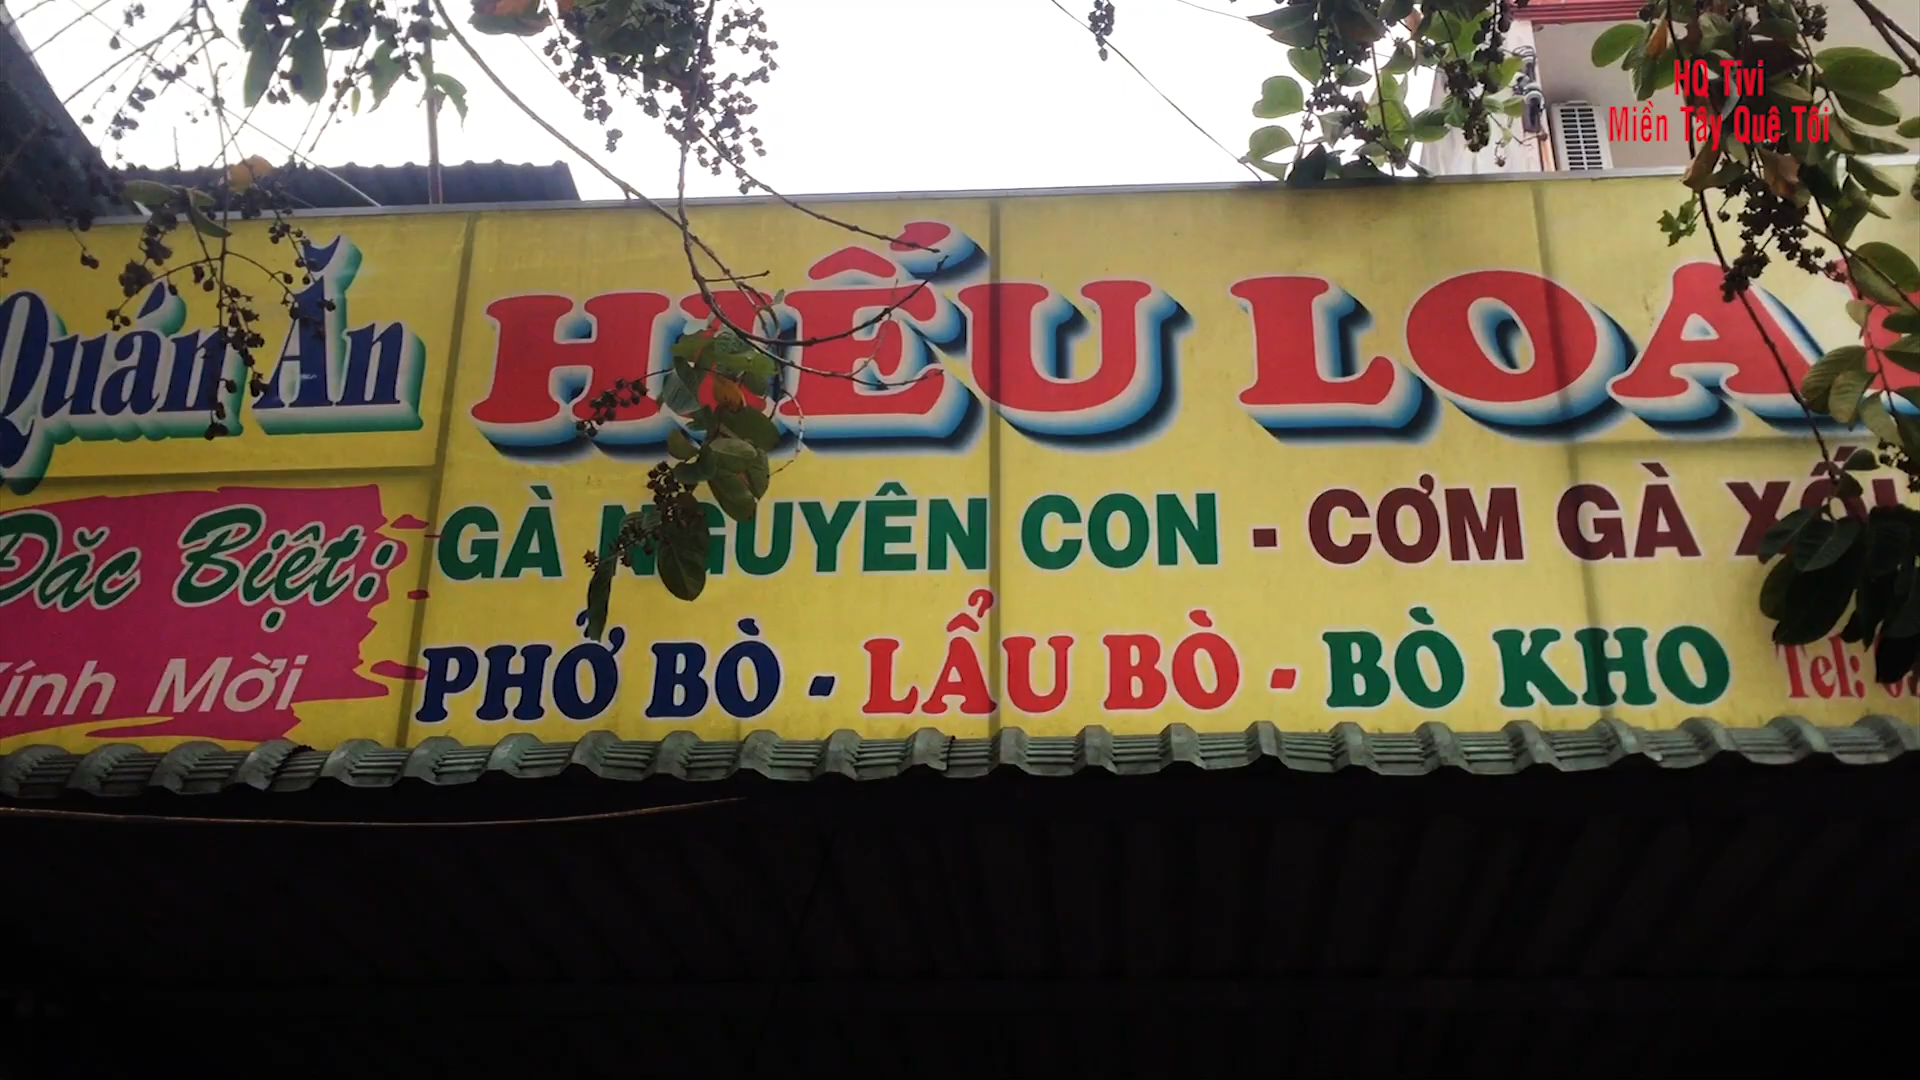 HQ Tivi
Miền Tây Quê Tôi
Quán Ăn HIẾU
Đặc Biệt: GÀ NGUYÊN CON - CƠM GÀ
Kính Mời PHỞ BÒ - LẨU BÒ - BÒ KHO Tel: